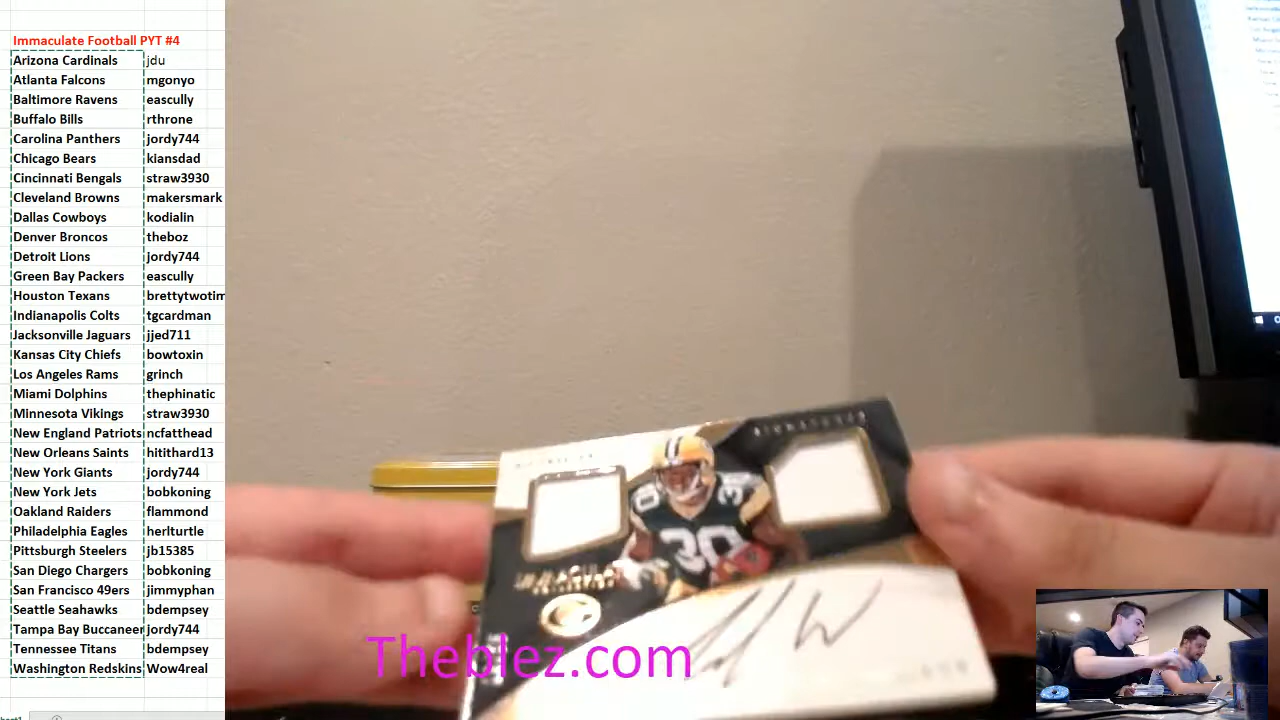 Immaculate Football PYT #4
Arizona Cardinals jdu
Atlanta Falcons mgonyo
Baltimore Ravens eascully
Buffalo Bills rthrone
Carolina Panthers jordy744
Chicago Bears kiansdad
Cincinnati Bengals straw3930
Cleveland Browns makersmark
Dallas Cowboys kodialin
Denver Broncos theboz
Detroit Lions jordy744
Green Bay Packers eascully
Houston Texans brettytwotim
Indianapolis Colts tgcardman
Jacksonville Jaguars jjed711
Kansas City Chiefs bowtoxin
Los Angeles Rams grinch
Miami Dolphins thephinatic
Minnesota Vikings straw3930
New England Patriots ncfatthead
New Orleans Saints hitithard13
New York Giants jordy744
New York Jets bobkoning
Oakland Raiders flammond
Philadelphia Eagles herlturtle
Pittsburgh Steelers jb15385
San Diego Chargers bobkoning
San Francisco 49ers jimmyphan
Seattle Seahawks bdempsey
Tampa Bay Buccaneer jordy744
Tennessee Titans bdempsey
Washington Redskins Wow4real
SIGNATURES
30
30
IMMACULATE
COLLECTION
Theblez.com